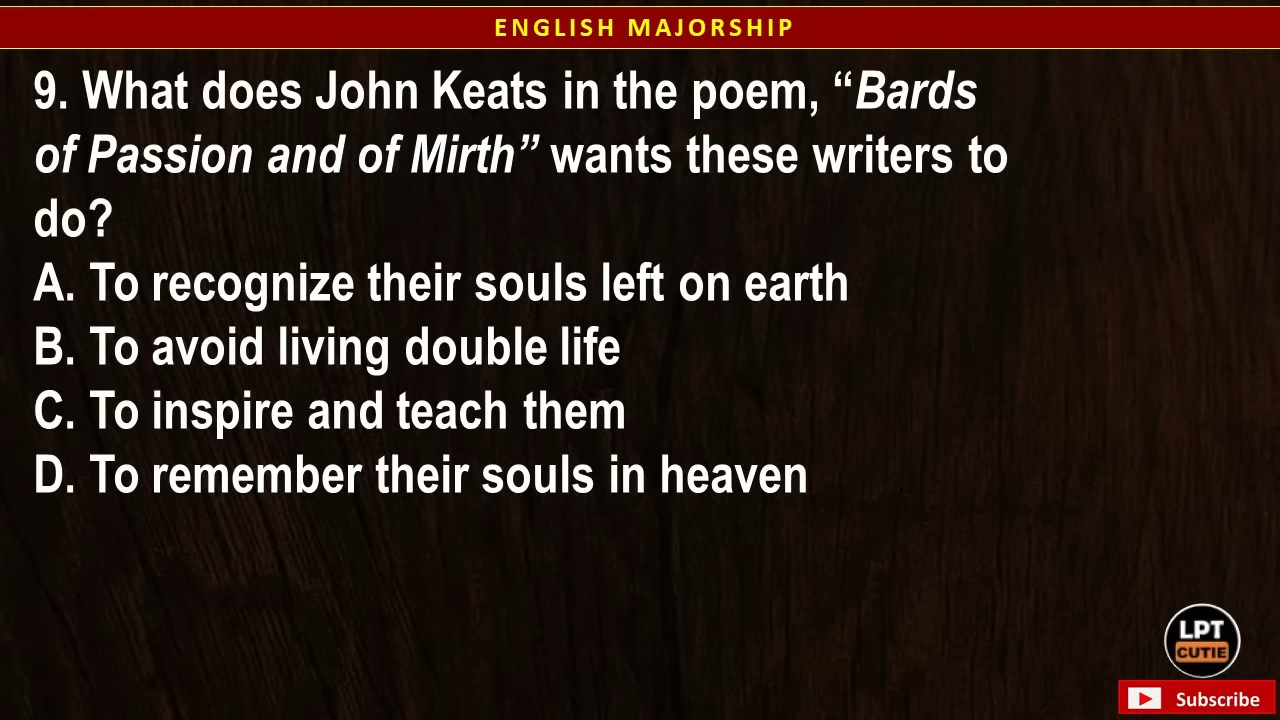 ENGLISH MAJORSHIP
9. What does John Keats in the poem, “Bards
of Passion and of Mirth” wants these writers to
do?
A. To recognize their souls left on earth
B. To avoid living double life
C. To inspire and teach them
D. To remember their souls in heaven
LPT
CUTIE
Subscribe